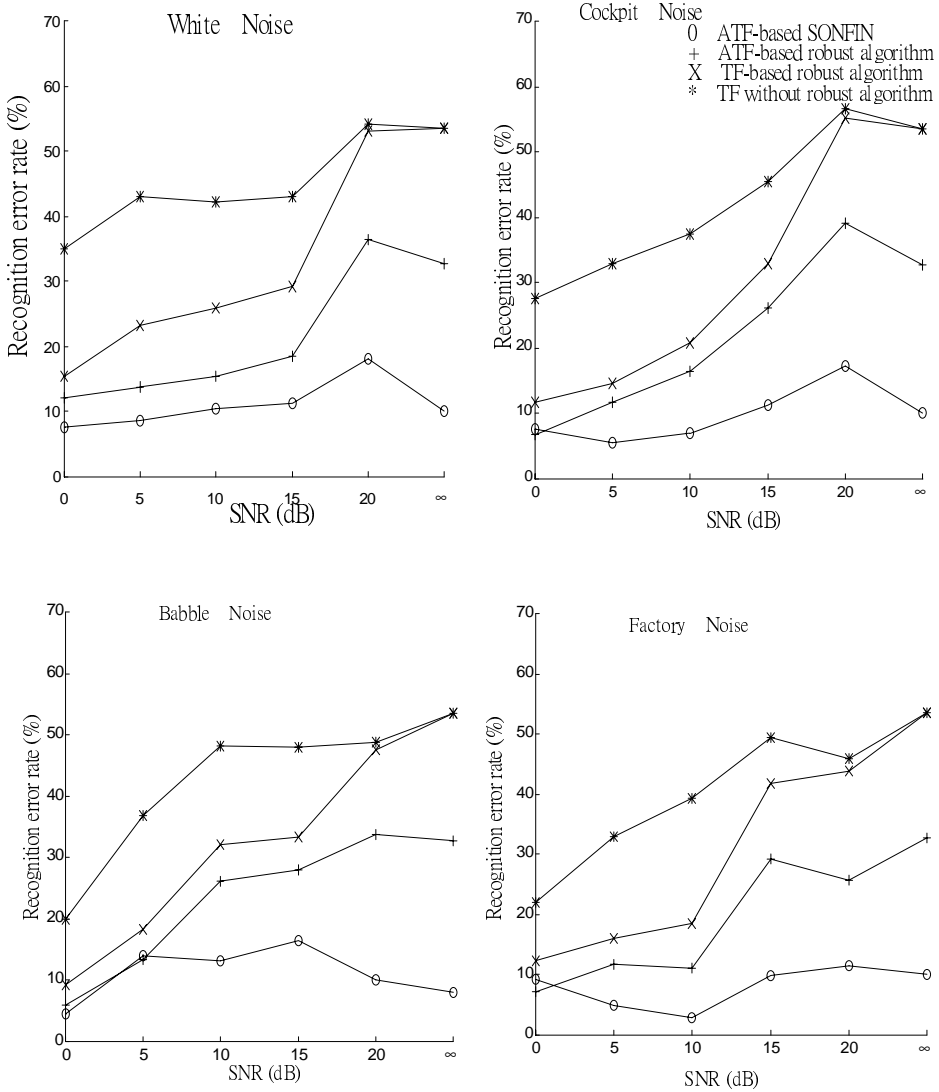 White Noise
70
60
50
40
30
20
10
0
Recognition error rate (%)
0 5 10 15 20 ∞
SNR (dB)
Cockpit Noise
0 ATF-based SONFIN
+ ATF-based robust algorithm
X TF-based robust algorithm
* TF without robust algorithm
70
60
50
40
30
20
10
0
Recognition error rate (%)
0 5 10 15 20 ∞
SNR (dB)
Babble Noise
70
60
50
40
30
20
10
0
Recognition error rate (%)
0 5 10 15 20 ∞
SNR (dB)
Factory Noise
70
60
50
40
30
20
10
0
Recognition error rate (%)
0 5 10 15 20 ∞
SNR (dB)